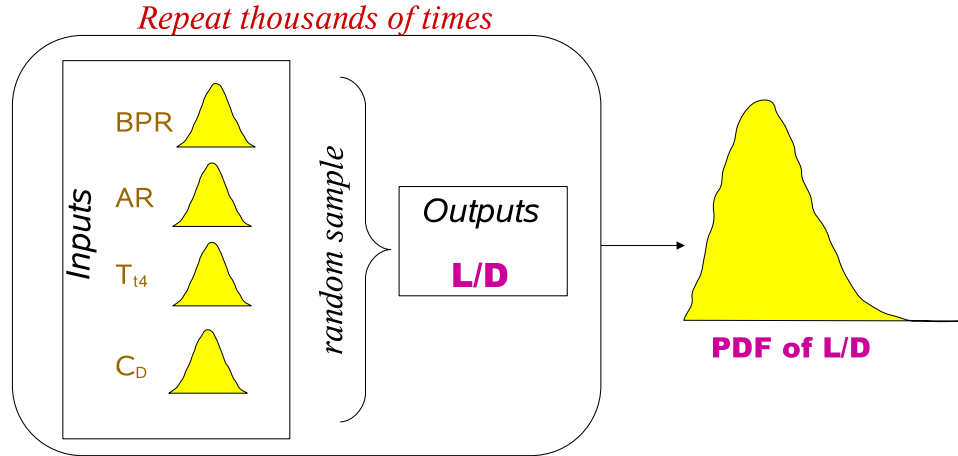 Repeat thousands of times
Inputs
BPR
AR
Tt4
CD
random sample
Outputs
L/D
PDF of L/D